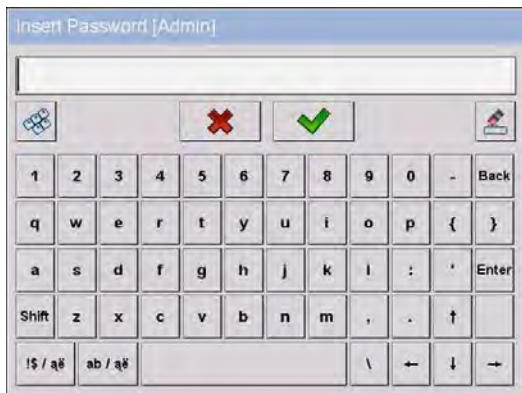 Insert Password [Admin]
1 2 3 4 5 6 7 8 9 0 - Back
q w e r t y u i o p { }
a s d f g h j k l : ' Enter
Shift z x c v b n m , . ↑
!$ / ąë ab / ąë \ ← ↓ →